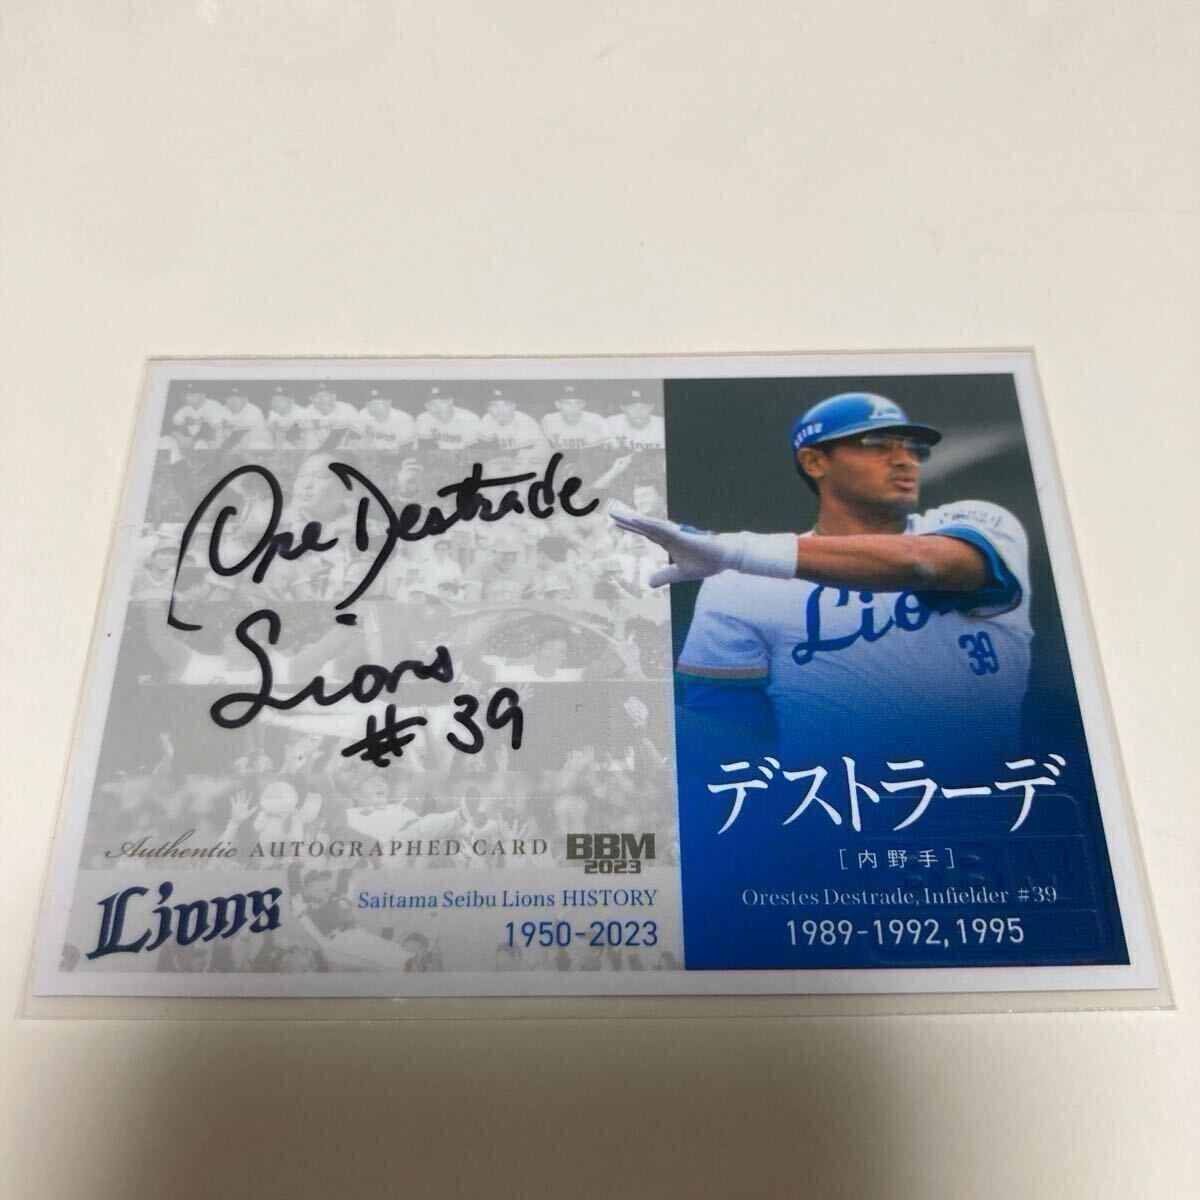 Ore Destrade
Lions
#39
Authentic AUTOGRAPHED CARD BBM
2023
Lions
Saitama Seibu Lions HISTORY
1950-2023
SEIBU
Lions
39
デストラーデ
[内野手]
Orestes Destrade, Infielder #39
1989-1992, 1995